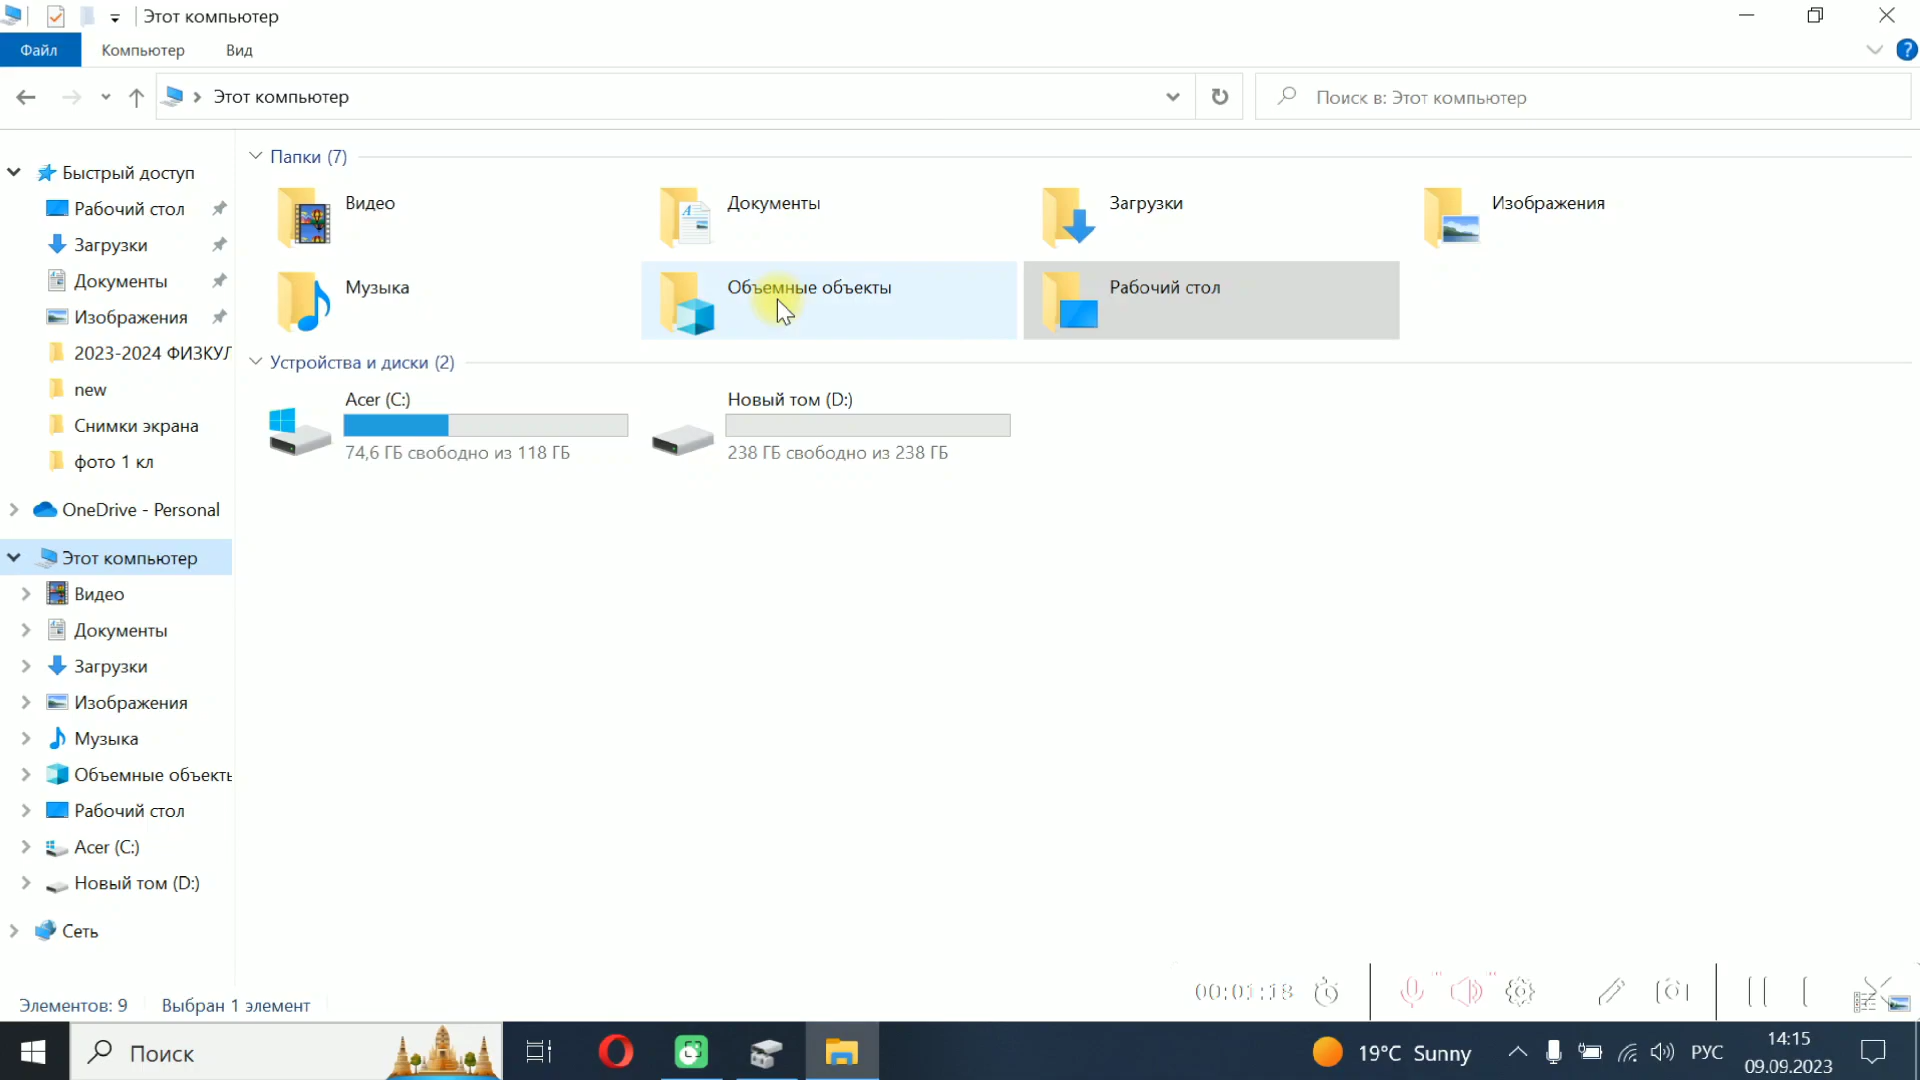 Этот компьютер
Файл
Компьютер
Вид
Этот компьютер
Поиск в: Этот компьютер
Быстрый доступ
Рабочий стол
Загрузки
Документы
Изображения
2023-2024 ФИЗКУЛ
new
Снимки экрана
фото 1 кл
OneDrive - Personal
Этот компьютер
Видео
Документы
Загрузки
Изображения
Музыка
Объемные объекты
Рабочий стол
Acer (C:)
Новый том (D:)
Сеть
Папки (7)
Видео
Документы
Загрузки
Изображения
Музыка
Объемные объекты
Рабочий стол
Устройства и диски (2)
Acer (C:)
74,6 ГБ свободно из 118 ГБ
Новый том (D:)
238 ГБ свободно из 238 ГБ
00:01:18
Элементов: 9
Выбран 1 элемент
Поиск
19°C Sunny
РУС
14:15
09.09.2023